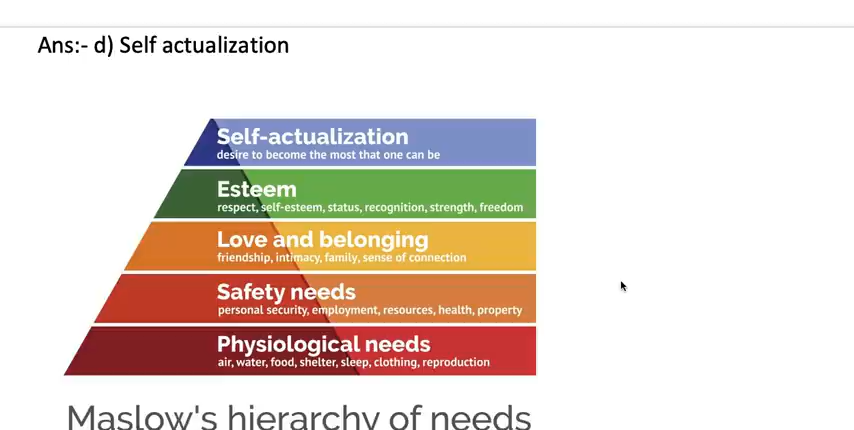 Ans:- d) Self actualization
Self-actualization
desire to become the most that one can be
Esteem
respect, self-esteem, status, recognition, strength, freedom
Love and belonging
friendship, intimacy, family, sense of connection
Safety needs
personal security, employment, resources, health, property
Physiological needs
air, water, food, shelter, sleep, clothing, reproduction
Maslow's hierarchy of needs